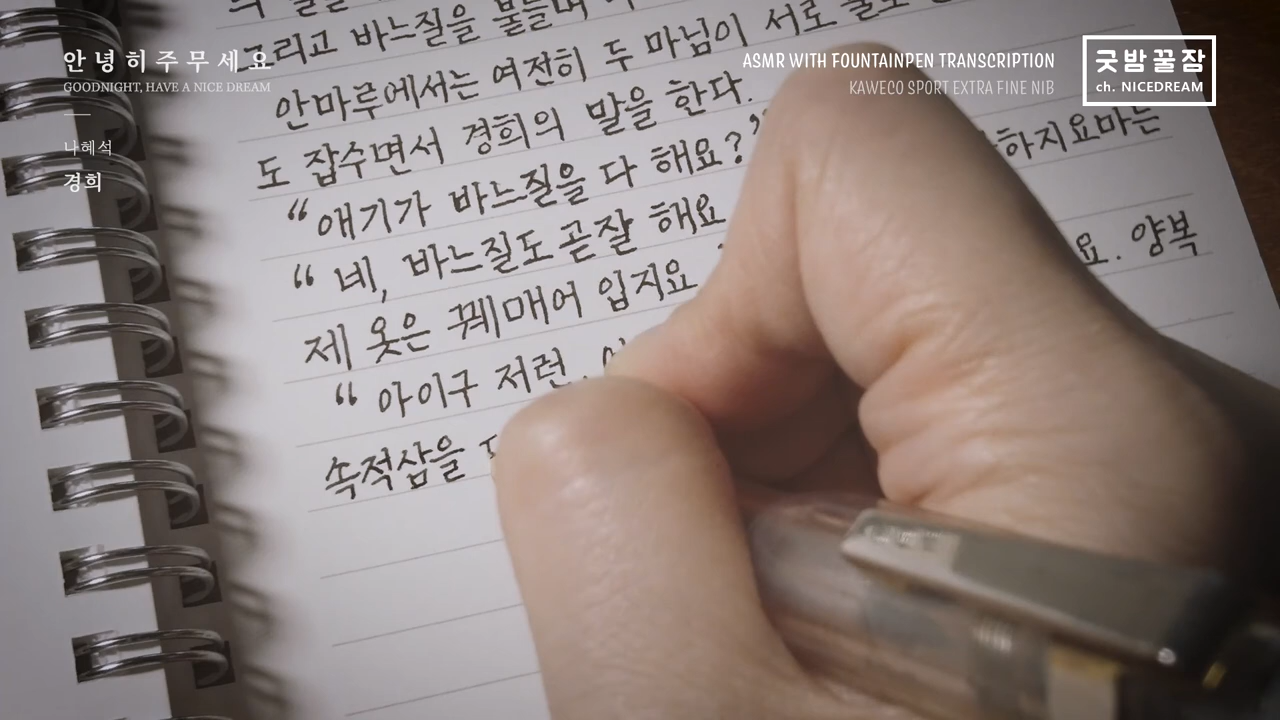 안녕히주무세요
GOODNIGHT, HAVE A NICE DREAM
나혜석
경희
ASMR WITH FOUNTAINPEN TRANSCRIPTION
KAWECO SPORT EXTRA FINE NIB
굿밤꿀잠
ch. NICEDREAM
그리고 바느질을 붙들며
안마루에서는 여전히 두 마님이 서로
도 잡수면서 경희의 말을 한다.
“애기가 바느질을 다 해요?”
“네, 바느질도 곧잘 해요 하지요마는
제 옷은 꿰매어 입지요 요. 양복
“아이구 저런.
속적삼을